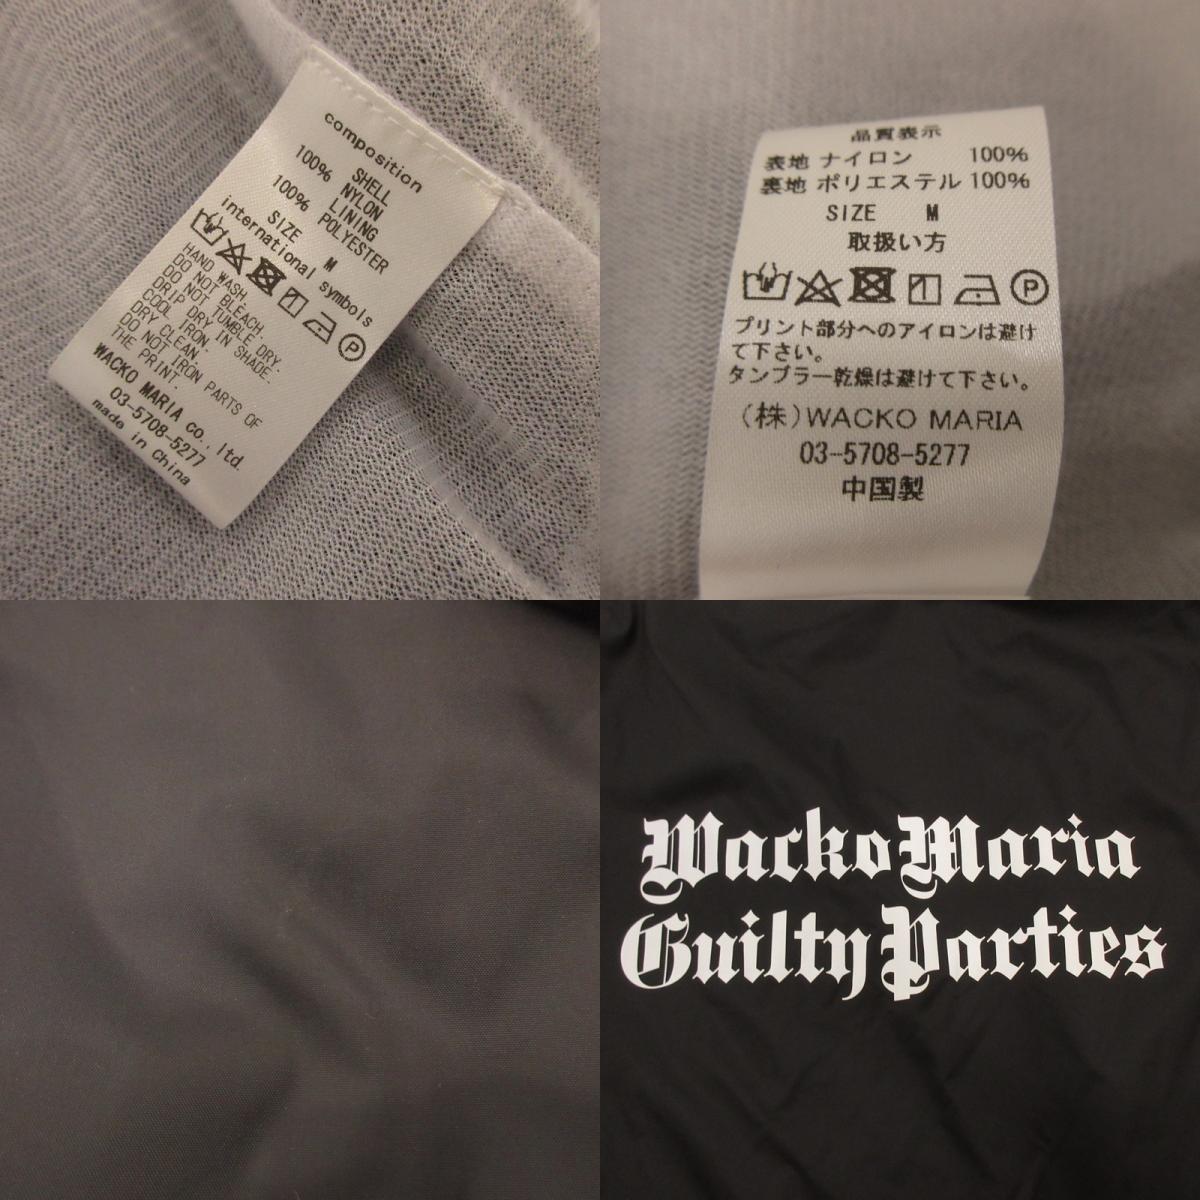 composition
SHELL
100% NYLON
LINING
100% POLYESTER
SIZE M
international symbols
P
HAND WASH
DO NOT BLEACH.
DO NOT TUMBLE DRY.
DRIP DRY IN SHADE.
COOL IRON.
DRY CLEAN.
DO NOT IRON PARTS OF
THE PRINT.
WACKO MARIA co., ltd.
03-5708-5277
made in China
品質表示
表地 ナイロン 100%
裏地 ポリエステル 100%
SIZE M
取扱い方
P
プリント部分へのアイロンは避け
て下さい。
タンブラー乾燥は避けて下さい。
(株)WACKO MARIA
03-5708-5277
中国製
Wacko Maria
Guilty Parties